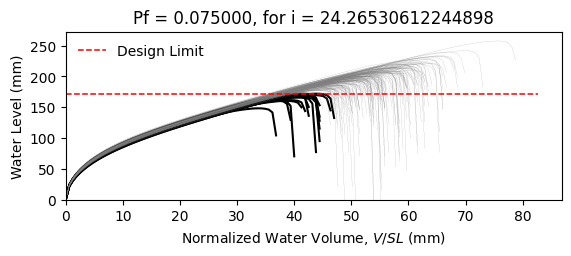 Pf = 0.075000, for i = 24.26530612244898
250
200
150
100
50
0
Water Level (mm)
Design Limit
0 10 20 30 40 50 60 70 80
Normalized Water Volume, V/SL (mm)